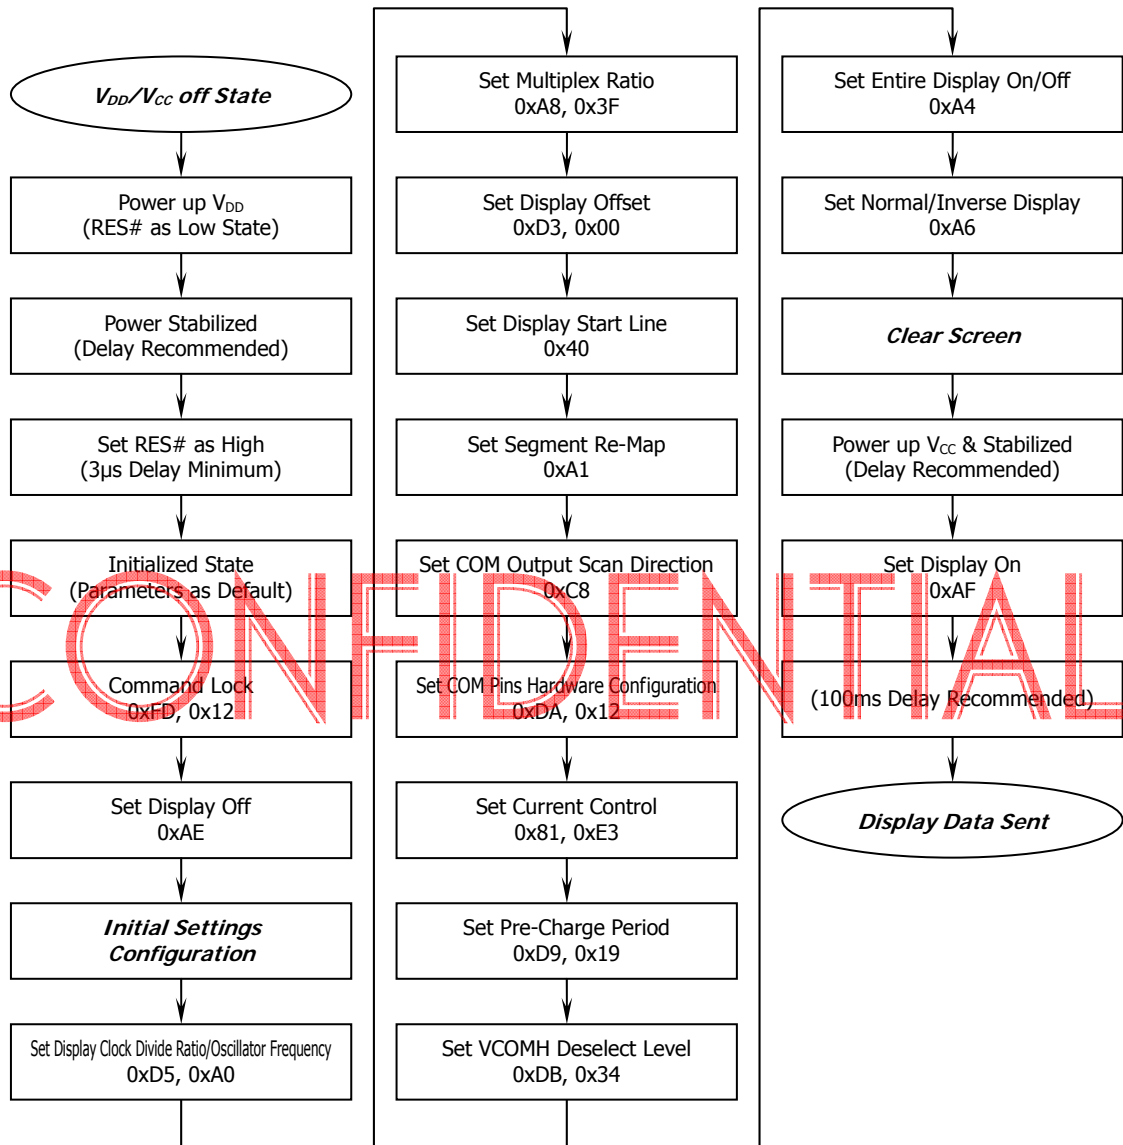 V_DD/V_CC off State
Power up V_DD
(RES# as Low State)
Power Stabilized
(Delay Recommended)
Set RES# as High
(3μs Delay Minimum)
Initialized State
(Parameters as Default)
Command Lock
0xFD, 0x12
Set Display Off
0xAE
Initial Settings
Configuration
Set Display Clock Divide Ratio/Oscillator Frequency
0xD5, 0xA0
Set Multiplex Ratio
0xA8, 0x3F
Set Display Offset
0xD3, 0x00
Set Display Start Line
0x40
Set Segment Re-Map
0xA1
Set COM Output Scan Direction
0xC8
Set COM Pins Hardware Configuration
0xDA, 0x12
Set Current Control
0x81, 0xE3
Set Pre-Charge Period
0xD9, 0x19
Set VCOMH Deselect Level
0xDB, 0x34
Set Entire Display On/Off
0xA4
Set Normal/Inverse Display
0xA6
Clear Screen
Power up V_CC & Stabilized
(Delay Recommended)
Set Display On
0xAF
(100ms Delay Recommended)
Display Data Sent
CONFIDENTIAL